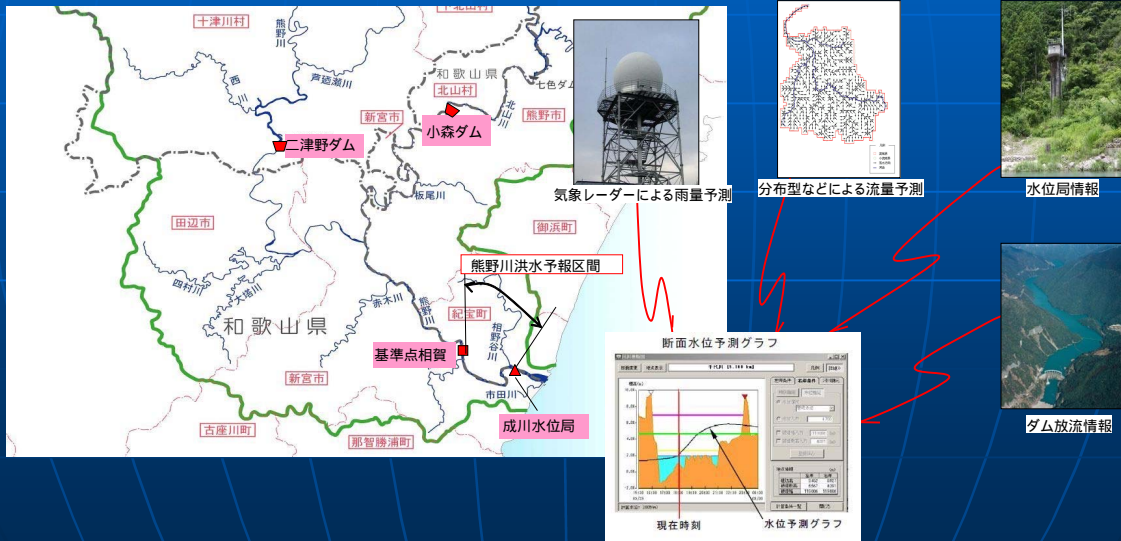 十津川村
熊野川
下北山村
西川
芦廼瀬川
和歌山県
北山村
七色ダム
北山川
新宮市
熊野市
小森ダム
二津野ダム
板尾川
田辺市
御浜町
熊野川洪水予報区間
四村川
大塔川
赤木川
熊野川
紀宝町
相野谷川
和歌山県
基準点相賀
新宮市
市田川
成川水位局
古座川町
那智勝浦町
気象レーダーによる雨量予測
分布型などによる流量予測
水位局情報
ダム放流情報
断面水位予測グラフ
現在時刻
水位予測グラフ